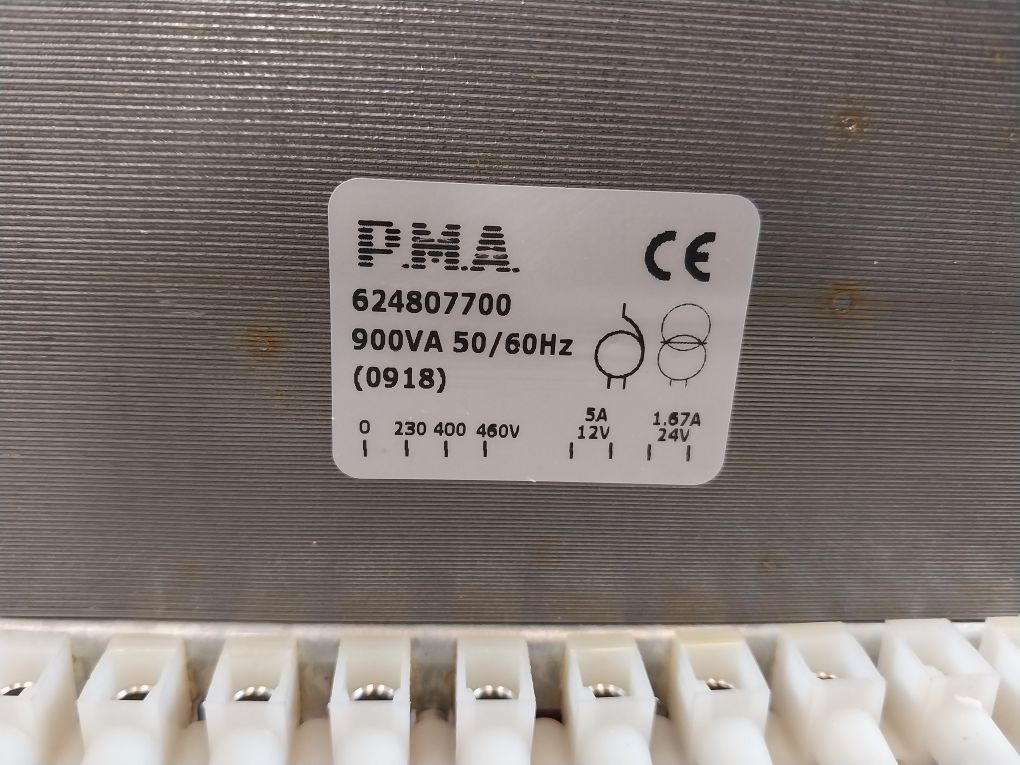 P.M.A.
CE
624807700
900VA 50/60Hz
(0918)
0 230 400 460V
5A
12V
1.67A
24V